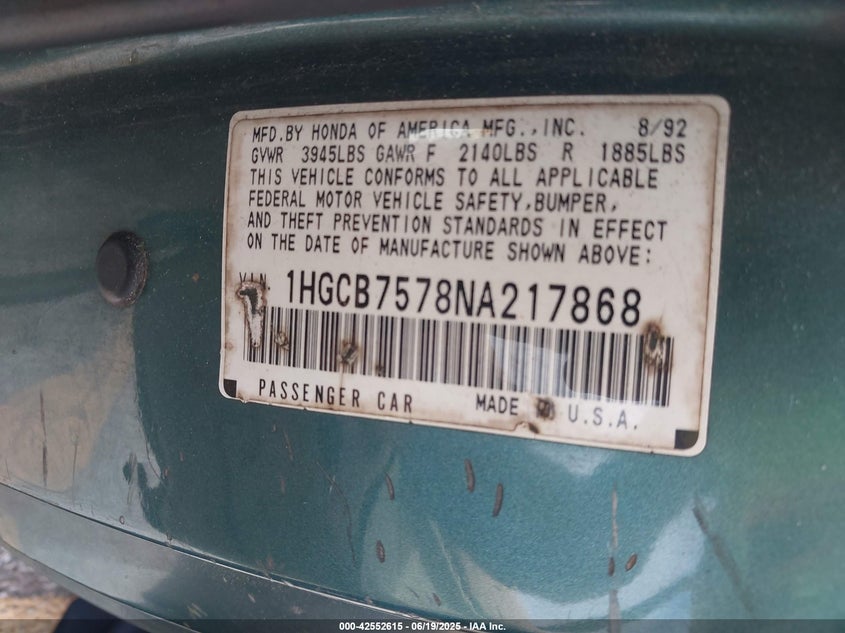 MFD.BY HONDA OF AMERICA MFG.,INC. 8/92
GVWR 3945LBS GAWR F 2140LBS R 1885LBS
THIS VEHICLE CONFORMS TO ALL APPLICABLE
FEDERAL MOTOR VEHICLE SAFETY,BUMPER,
AND THEFT PREVENTION STANDARDS IN EFFECT
ON THE DATE OF MANUFACTURE SHOWN ABOVE:
V.I.N. 1HGCB7578NA217868
PASSENGER CAR MADE U.S.A.
000-42552615 - 06/19/2025 - IAA Inc.